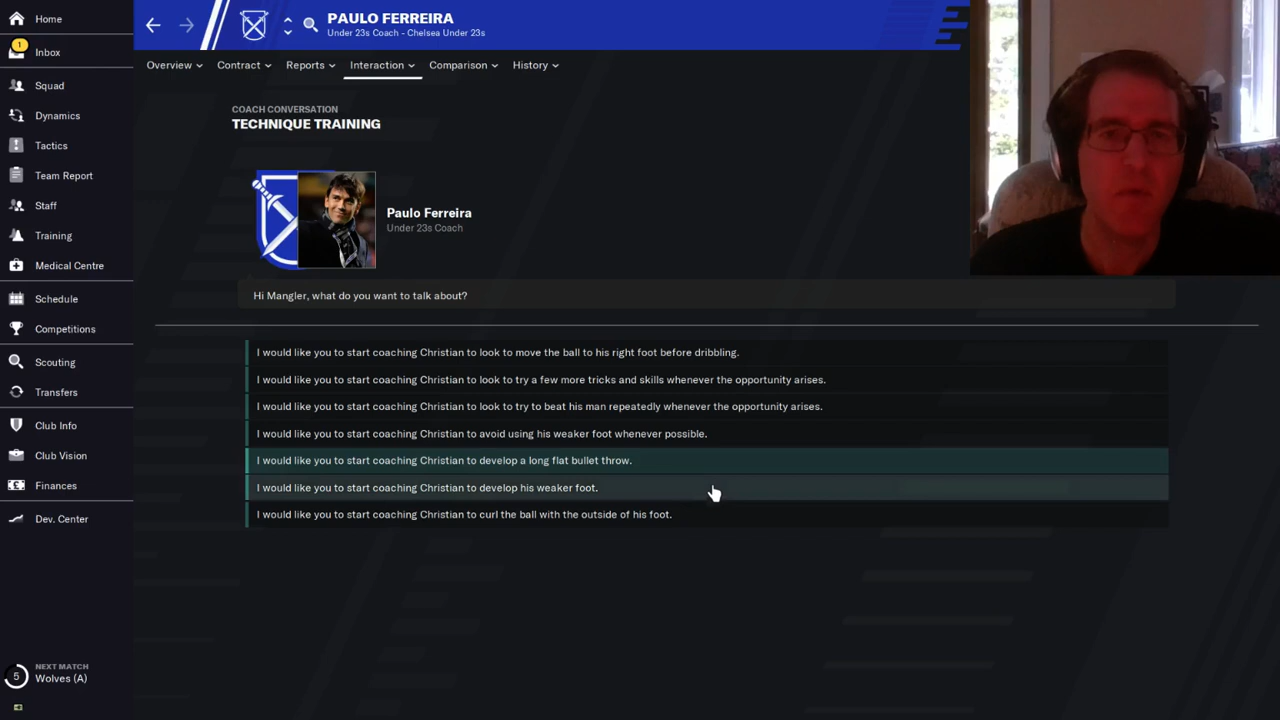 Home
PAULO FERREIRA
Under 23s Coach - Chelsea Under 23s
1
Inbox
Overview
Contract
Reports
Interaction
Comparison
History
Squad
Dynamics
Tactics
Team Report
Staff
Training
Medical Centre
Schedule
Competitions
Scouting
Transfers
Club Info
Club Vision
Finances
Dev. Center
5
NEXT MATCH
Wolves (A)
COACH CONVERSATION
TECHNIQUE TRAINING
Paulo Ferreira
Under 23s Coach
Hi Mangler, what do you want to talk about?
I would like you to start coaching Christian to look to move the ball to his right foot before dribbling.
I would like you to start coaching Christian to look to try a few more tricks and skills whenever the opportunity arises.
I would like you to start coaching Christian to look to try to beat his man repeatedly whenever the opportunity arises.
I would like you to start coaching Christian to avoid using his weaker foot whenever possible.
I would like you to start coaching Christian to develop a long flat bullet throw.
I would like you to start coaching Christian to develop his weaker foot.
I would like you to start coaching Christian to curl the ball with the outside of his foot.